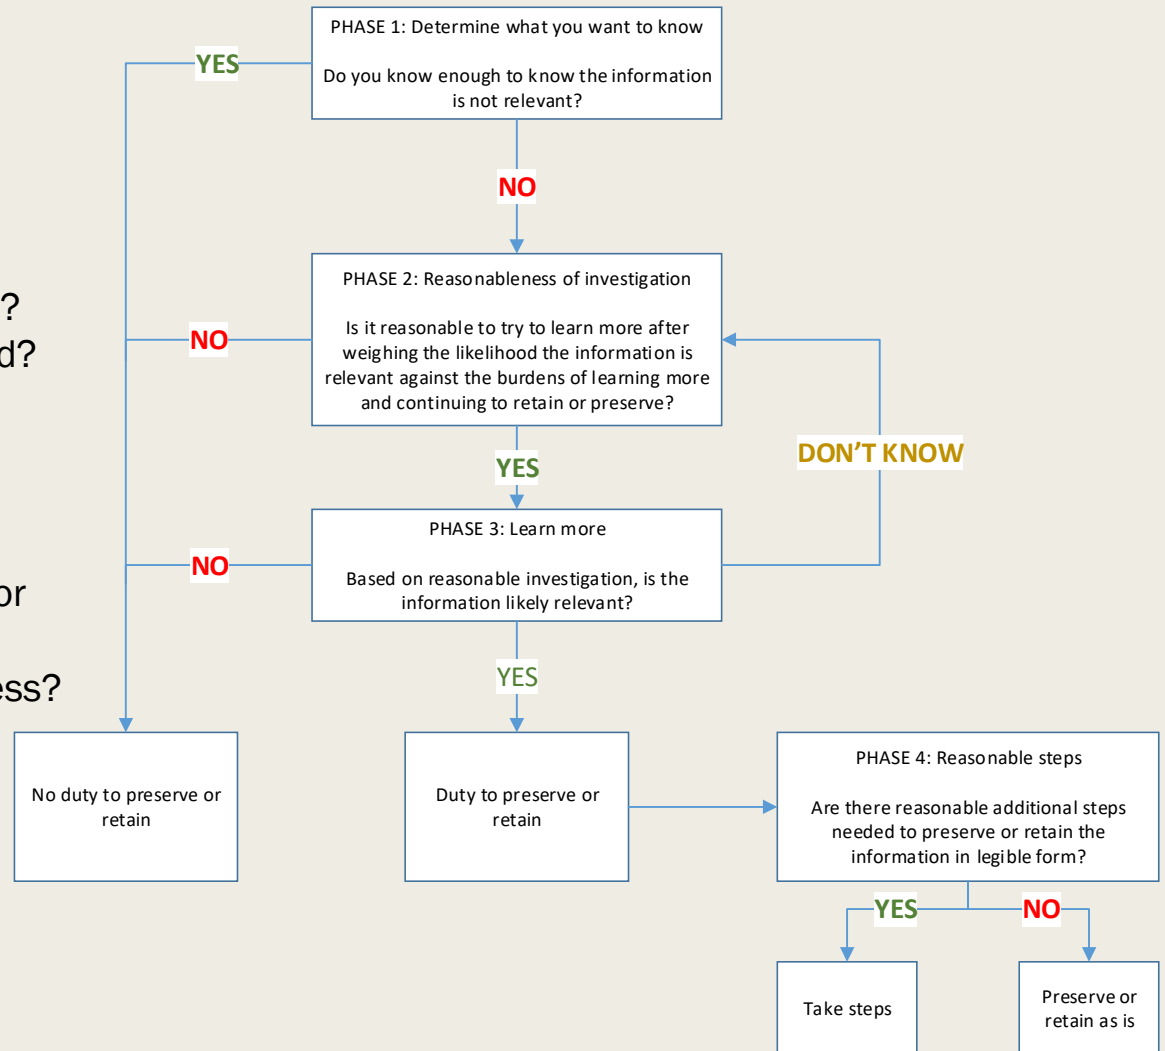 PHASE 1: Determine what you want to know
Do you know enough to know the information
is not relevant?
YES
NO
PHASE 2: Reasonableness of investigation
Is it reasonable to try to learn more after
weighing the likelihood the information is
relevant against the burdens of learning more
and continuing to retain or preserve?
?
d?
NO
YES
DON'T KNOW
PHASE 3: Learn more
Based on reasonable investigation, is the
information likely relevant?
NO
or
ess?
YES
No duty to preserve or
retain
Duty to preserve or
retain
PHASE 4: Reasonable steps
Are there reasonable additional steps
needed to preserve or retain the
information in legible form?
YES
NO
Take steps
Preserve or
retain as is